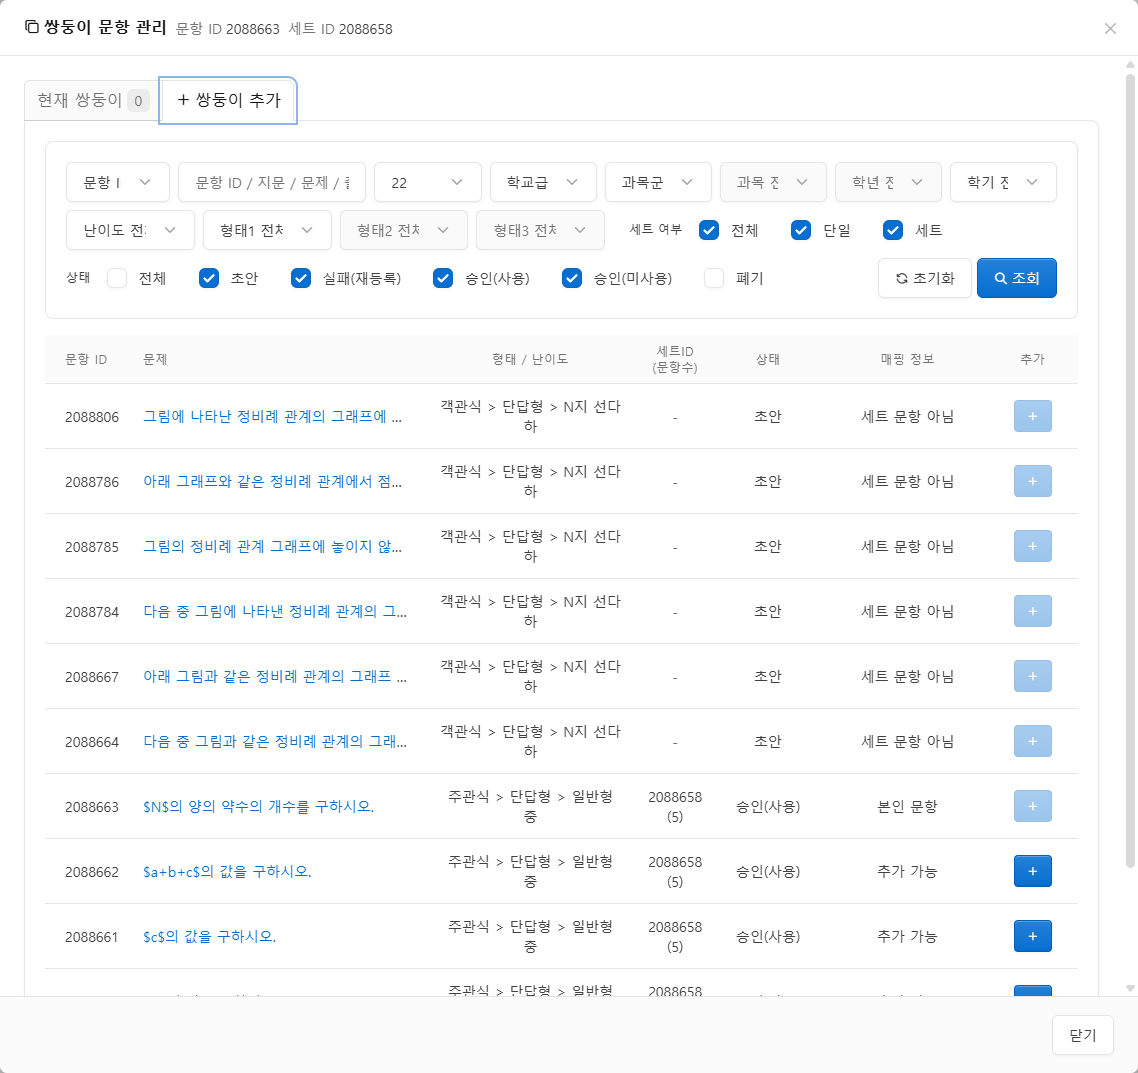 쌍둥이 문항 관리 문항 ID 2088663 세트 ID 2088658
현재 쌍둥이 0
+ 쌍둥이 추가
문항 I 문항 ID / 지문 / 문제 / 22 학교급 과목군 과목 전 학년 전 학기 전
난이도 전 형태1 전체 형태2 전체 형태3 전체 세트 여부 전체 단일 세트
상태 전체 초안 실패(재등록) 승인(사용) 승인(미사용) 폐기 초기화 조회
문항 ID 문제 형태 / 난이도 세트ID (문항수) 상태 매핑 정보 추가
2088806 그림에 나타난 정비례 관계의 그래프에 ... 객관식 > 단답형 > N지 선다 - 초안 세트 문항 아님 +
하
2088786 아래 그래프와 같은 정비례 관계에서 점... 객관식 > 단답형 > N지 선다 - 초안 세트 문항 아님 +
하
2088785 그림의 정비례 관계 그래프에 놓이지 않... 객관식 > 단답형 > N지 선다 - 초안 세트 문항 아님 +
하
2088784 다음 중 그림에 나타낸 정비례 관계의 그... 객관식 > 단답형 > N지 선다 - 초안 세트 문항 아님 +
하
2088667 아래 그림과 같은 정비례 관계의 그래프 ... 객관식 > 단답형 > N지 선다 - 초안 세트 문항 아님 +
하
2088664 다음 중 그림과 같은 정비례 관계의 그래... 객관식 > 단답형 > N지 선다 - 초안 세트 문항 아님 +
하
2088663 $N$의 양의 약수의 개수를 구하시오. 주관식 > 단답형 > 일반형 2088658 승인(사용) 본인 문항 +
중 (5)
2088662 $a+b+c$의 값을 구하시오. 주관식 > 단답형 > 일반형 2088658 승인(사용) 추가 가능 +
중 (5)
2088661 $c$의 값을 구하시오. 주관식 > 단답형 > 일반형 2088658 승인(사용) 추가 가능 +
중 (5)
주관식 > 단답형 > 일반형 2088658
닫기